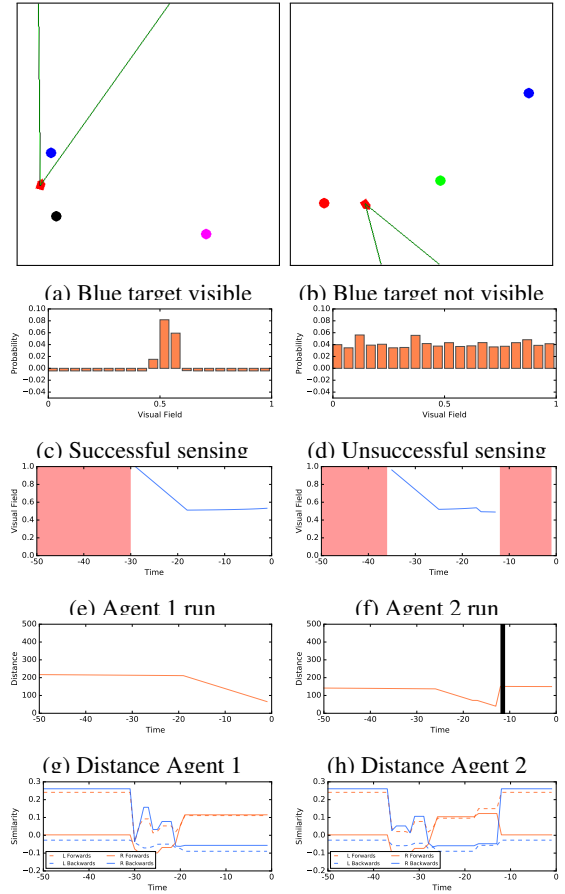 (a) Blue target visible
(b) Blue target not visible
0.10
0.08
0.06
0.04
0.02
0.00
−0.02
−0.04
Probability
0
0.5
1
Visual Field
0.10
0.08
0.06
0.04
0.02
0.00
−0.02
−0.04
Probability
0
0.5
1
Visual Field
(c) Successful sensing
(d) Unsuccessful sensing
1.0
0.8
0.6
0.4
0.2
0.0
Visual Field
-50 -40 -30 -20 -10 0
Time
1.0
0.8
0.6
0.4
0.2
0.0
Visual Field
-50 -40 -30 -20 -10 0
Time
(e) Agent 1 run
(f) Agent 2 run
500
400
300
200
100
0
Distance
-50 -40 -30 -20 -10 0
Time
500
400
300
200
100
0
Distance
-50 -40 -30 -20 -10 0
Time
(g) Distance Agent 1
(h) Distance Agent 2
0.3
0.2
0.1
0.0
−0.1
−0.2
Similarity
L Forwards R Forwards
L Backwards R Backwards
-50 -40 -30 -20 -10 0
Time
0.3
0.2
0.1
0.0
−0.1
−0.2
Similarity
L Forwards R Forwards
L Backwards R Backwards
-50 -40 -30 -20 -10 0
Time